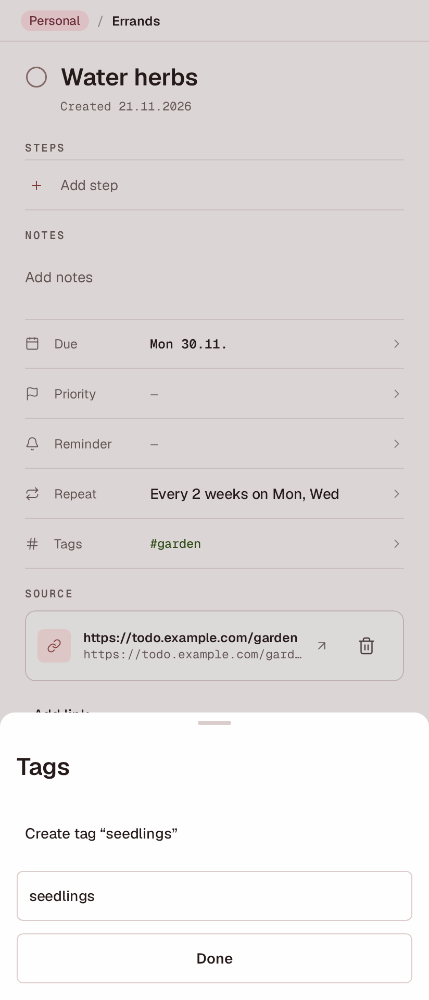 Personal / Errands
Water herbs
Created 21.11.2026
STEPS
+ Add step
NOTES
Add notes
Due Mon 30.11.
Priority –
Reminder –
Repeat Every 2 weeks on Mon, Wed
Tags #garden
SOURCE
https://todo.example.com/garden
https://todo.example.com/gard…
Add link
Tags
Create tag “seedlings”
seedlings
Done